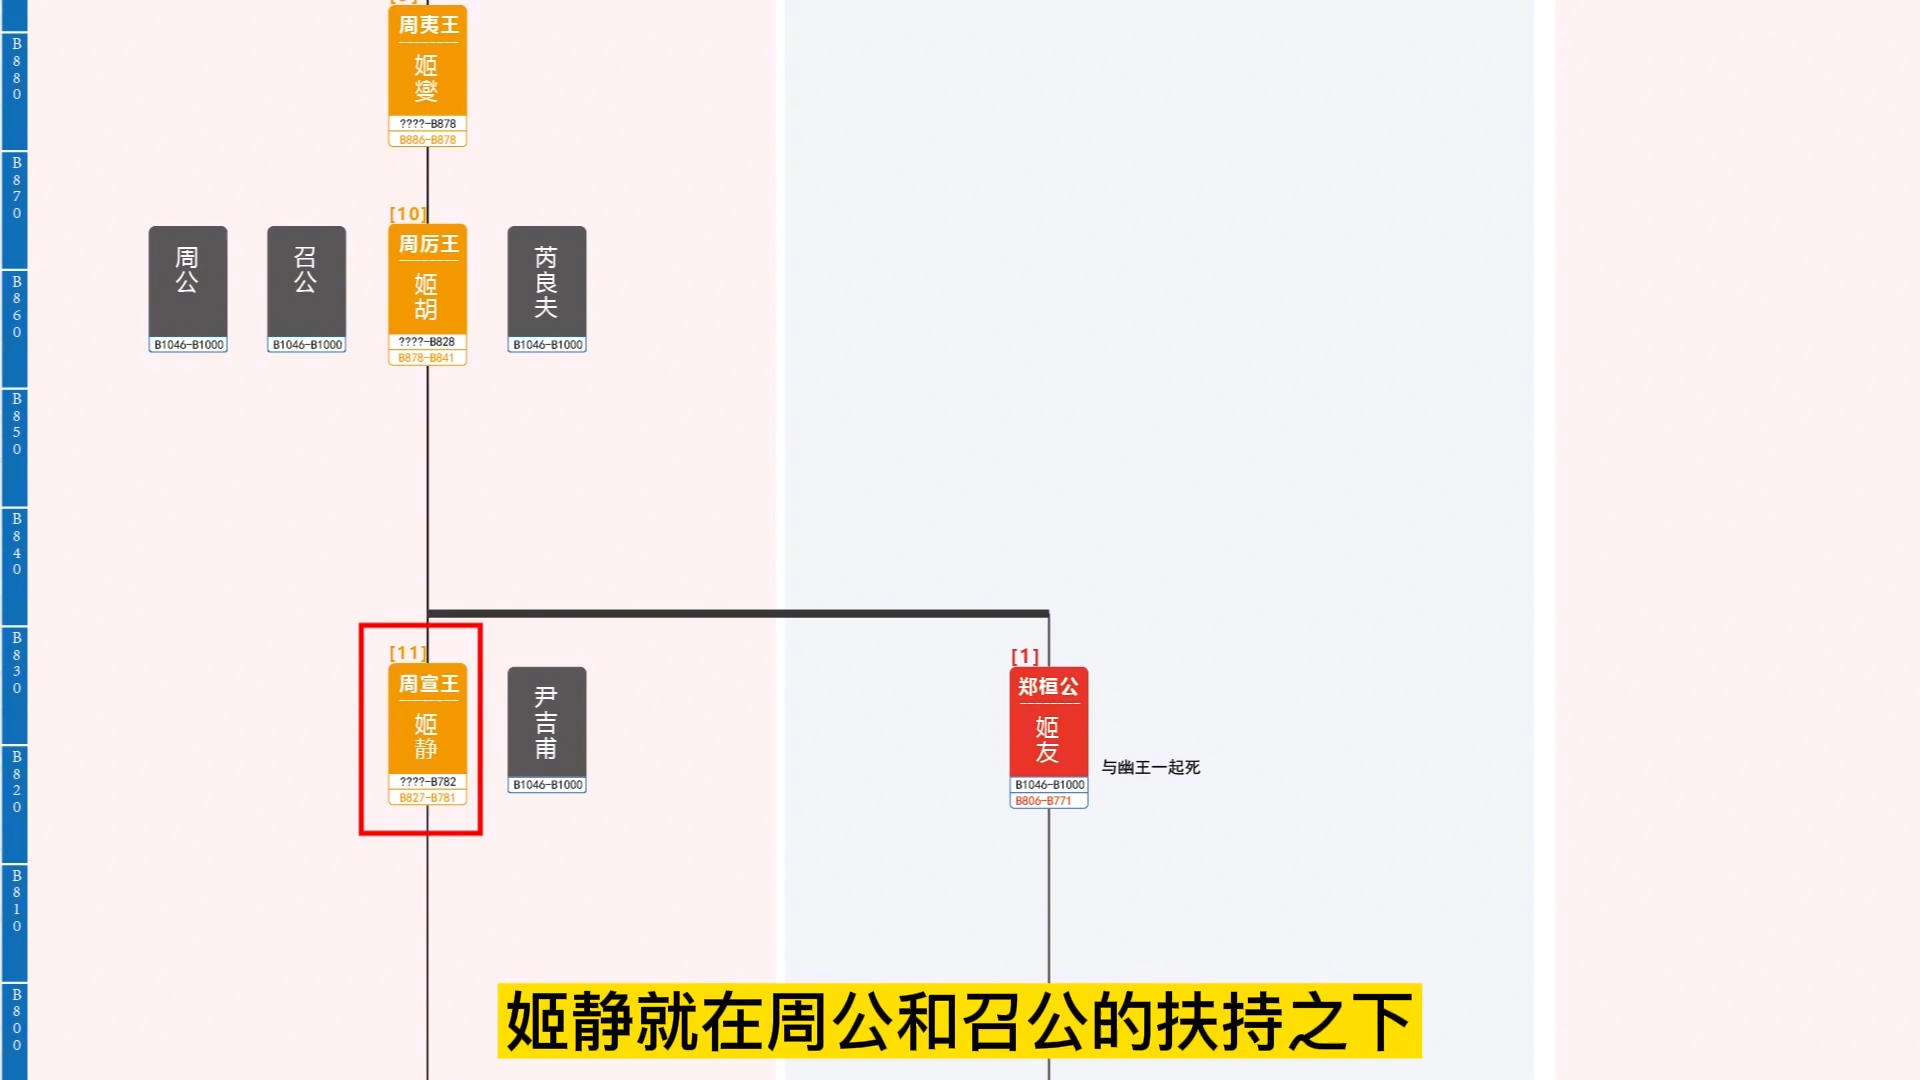 周夷王
姬燮
????-B878
B886-B878
[10]
周公
B1046-B1000
召公
B1046-B1000
周厉王
姬胡
????-B828
B878-B841
芮良夫
B1046-B1000
[11]
周宣王
姬静
????-B782
B827-B781
尹吉甫
B1046-B1000
[1]
郑桓公
姬友
B1046-B1000
B806-B771
与幽王一起死
B880
B870
B860
B850
B840
B830
B820
B810
B800
姬静就在周公和召公的扶持之下